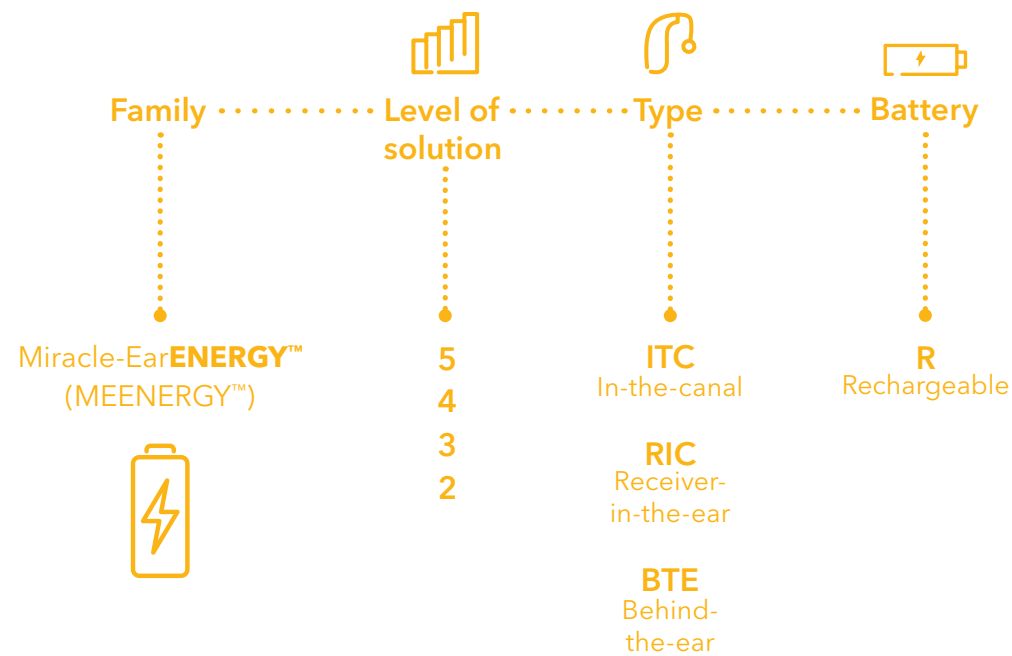 Family
Level of
solution
Type
Battery
Miracle-EarENERGY™
(MEENERGY™)
5
4
3
2
ITC
In-the-canal
RIC
Receiver-
in-the-ear
BTE
Behind-
the-ear
R
Rechargeable